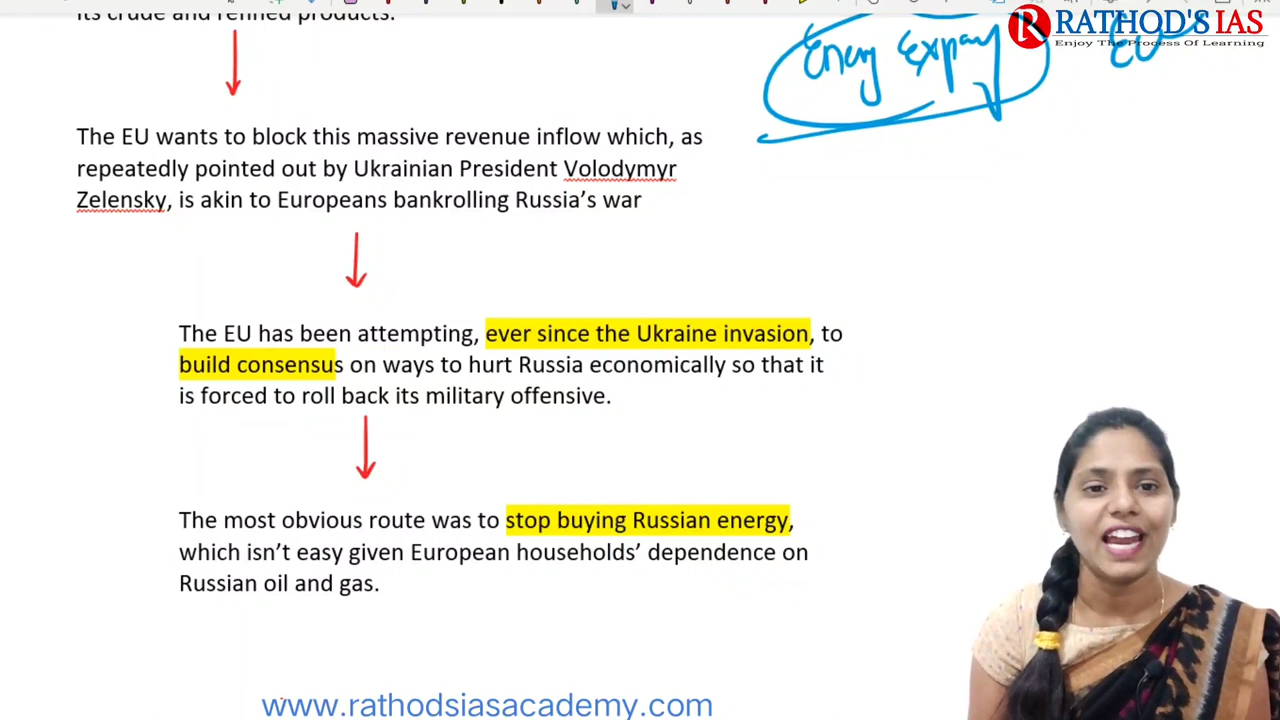 its crude and refined products.
RATHOD'S IAS
Enjoy The Process Of Learning
EU
The EU wants to block this massive revenue inflow which, as
repeatedly pointed out by Ukrainian President Volodymyr
Zelensky, is akin to Europeans bankrolling Russia’s war
The EU has been attempting, ever since the Ukraine invasion, to
build consensus on ways to hurt Russia economically so that it
is forced to roll back its military offensive.
The most obvious route was to stop buying Russian energy,
which isn’t easy given European households’ dependence on
Russian oil and gas.
www.rathodsiasacademy.com